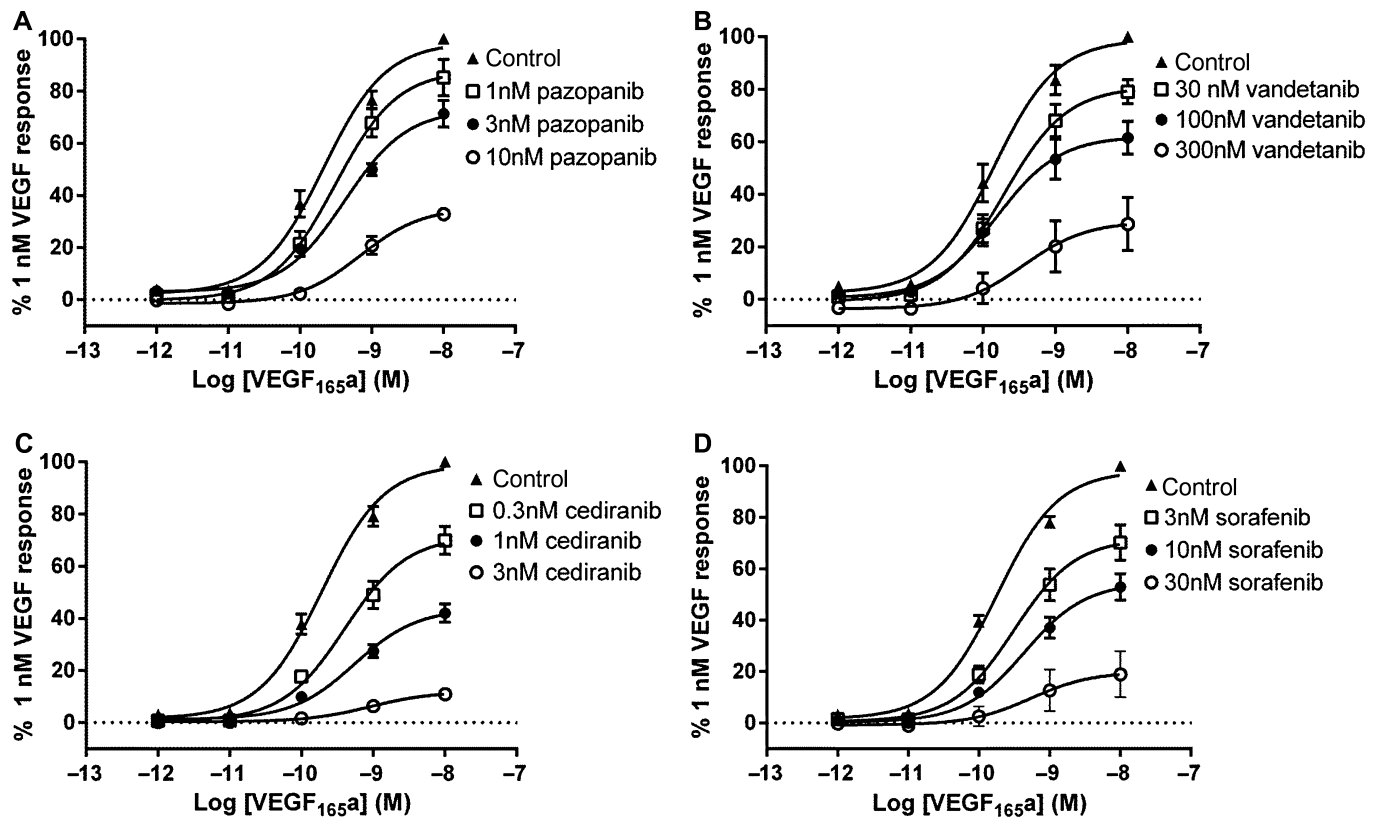 A
% 1 nM VEGF response
100
80
60
40
20
0
–13 –12 –11 –10 –9 –8 –7
Log [VEGF₁₆₅a] (M)
Control
1nM pazopanib
3nM pazopanib
10nM pazopanib
B
% 1 nM VEGF response
100
80
60
40
20
0
–13 –12 –11 –10 –9 –8 –7
Log [VEGF₁₆₅a] (M)
Control
30 nM vandetanib
100nM vandetanib
300nM vandetanib
C
% 1 nM VEGF response
100
80
60
40
20
0
–13 –12 –11 –10 –9 –8 –7
Log [VEGF₁₆₅a] (M)
Control
0.3nM cediranib
1nM cediranib
3nM cediranib
D
% 1 nM VEGF response
100
80
60
40
20
0
–13 –12 –11 –10 –9 –8 –7
Log [VEGF₁₆₅a] (M)
Control
3nM sorafenib
10nM sorafenib
30nM sorafenib